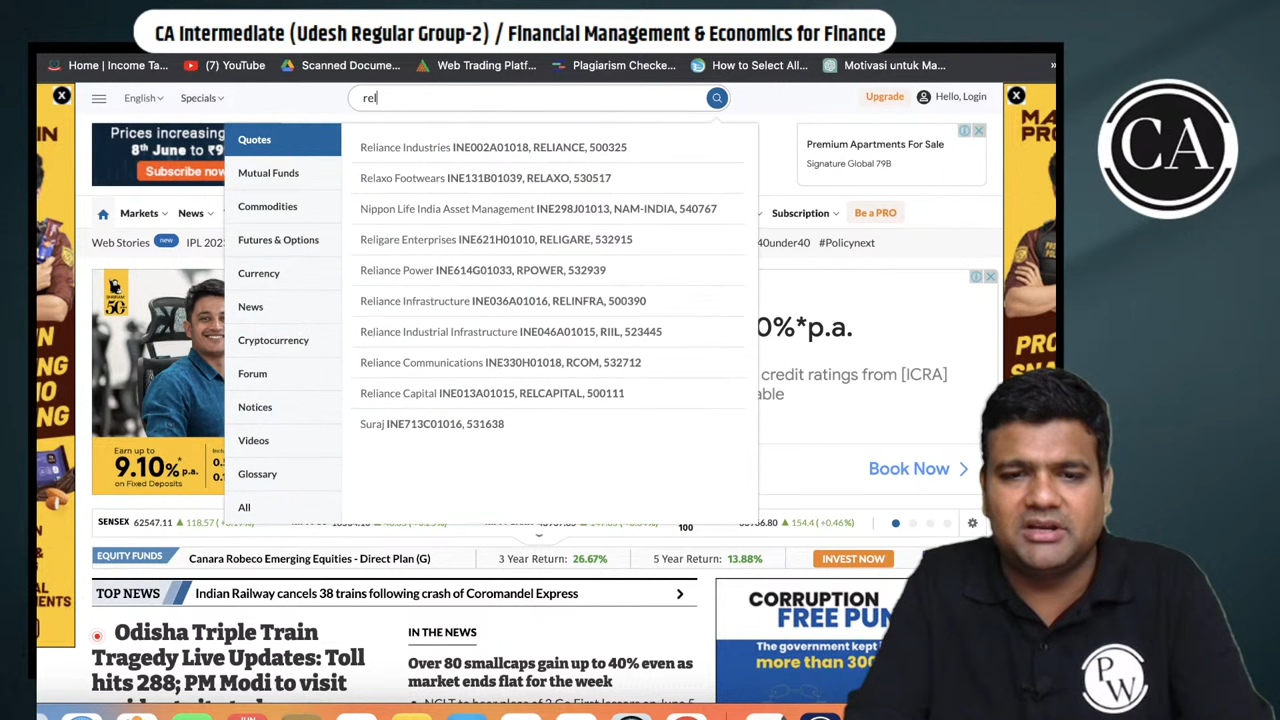 CA Intermediate (Udesh Regular Group-2) / Financial Management & Economics for Finance
Home | Income Ta...
(7) YouTube
Scanned Docume...
Web Trading Platf...
Plagiarism Checke...
How to Select All...
Motivasi untuk Ma...
»
English
Specials
rel
Upgrade
Hello, Login
Prices increasing
8th June to ₹9
Subscribe now
Quotes
Mutual Funds
Commodities
Futures & Options
Currency
News
Cryptocurrency
Forum
Notices
Videos
Glossary
All
Reliance Industries INE002A01018, RELIANCE, 500325
Relaxo Footwears INE131B01039, RELAXO, 530517
Nippon Life India Asset Management INE298J01013, NAM-INDIA, 540767
Religare Enterprises INE621H01010, RELIGARE, 532915
Reliance Power INE614G01033, RPOWER, 532939
Reliance Infrastructure INE036A01016, RELINFRA, 500390
Reliance Industrial Infrastructure INE046A01015, RIIL, 523445
Reliance Communications INE330H01018, RCOM, 532712
Reliance Capital INE013A01015, RELCAPITAL, 500111
Suraj INE713C01016, 531638
Premium Apartments For Sale
Signature Global 79B
CA
Markets
News
Subscription
Be a PRO
Web Stories
new
IPL 202
40under40
#Policynext
0%*p.a.
credit ratings from [ICRA]
able
Book Now
Earn up to
9.10%* p.a.
on Fixed Deposits
SENSEX 62547.11
118.57
100
154.4 (+0.46%)
EQUITY FUNDS
Canara Robeco Emerging Equities - Direct Plan (G)
3 Year Return: 26.67%
5 Year Return: 13.88%
INVEST NOW
TOP NEWS
Indian Railway cancels 38 trains following crash of Coromandel Express
Odisha Triple Train
Tragedy Live Updates: Toll
hits 288; PM Modi to visit
IN THE NEWS
Over 80 smallcaps gain up to 40% even as
market ends flat for the week
CORRUPTION
FREE PUN
The government kept
more than 300
PW